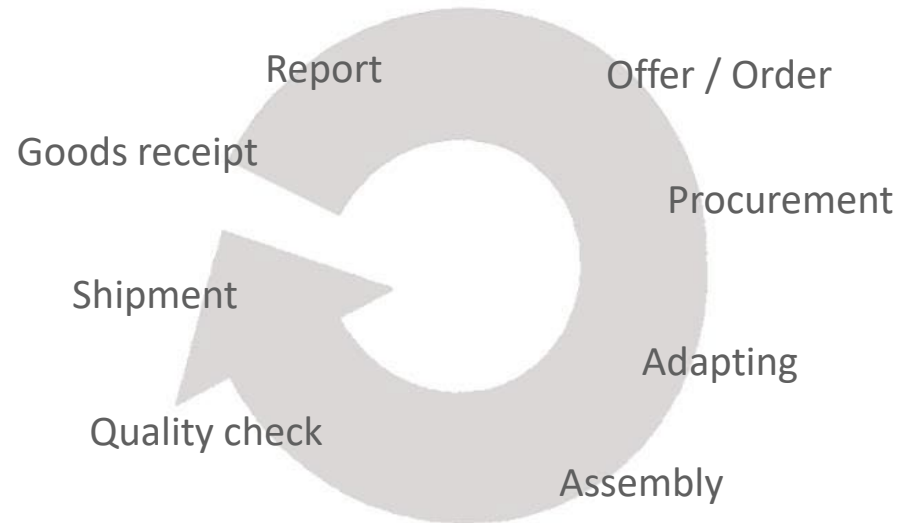 Report
Offer / Order
Goods receipt
Procurement
Shipment
Adapting
Quality check
Assembly